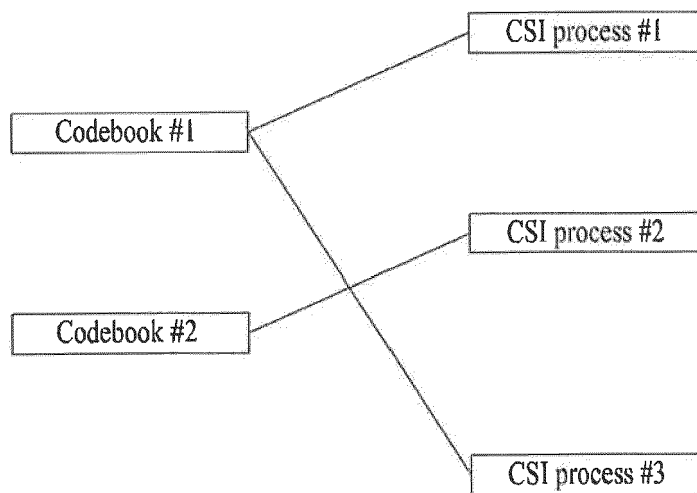 CSI process #1
Codebook #1
CSI process #2
Codebook #2
CSI process #3